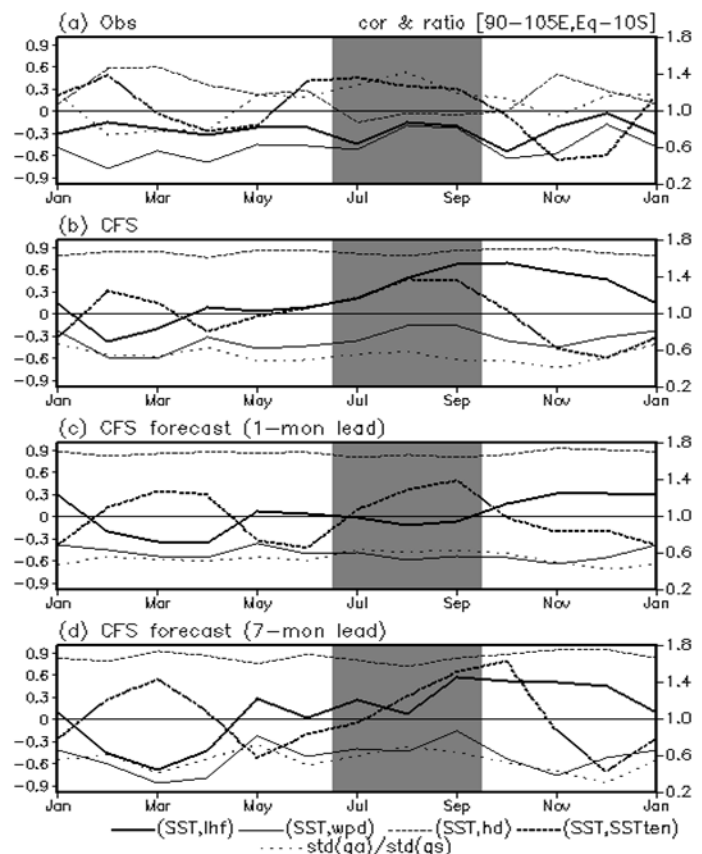 (a) Obs cor & ratio [90-105E,Eq-10S]
0.9 1.8
0.6 1.4
0.3
0 1.0
-0.3
-0.6 0.6
-0.9 0.2
Jan Mar May Jul Sep Nov Jan
(b) CFS
0.9 1.8
0.6 1.4
0.3
0 1.0
-0.3
-0.6 0.6
-0.9 0.2
Jan Mar May Jul Sep Nov Jan
(c) CFS forecast (1-mon lead)
0.9 1.8
0.6 1.4
0.3
0 1.0
-0.3
-0.6 0.6
-0.9 0.2
Jan Mar May Jul Sep Nov Jan
(d) CFS forecast (7-mon lead)
0.9 1.8
0.6 1.4
0.3
0 1.0
-0.3
-0.6 0.6
-0.9 0.2
Jan Mar May Jul Sep Nov Jan
(SST,lhf) (SST,wpd) (SST,hd) (SST,SSTten)
std(qa)/std(qs)